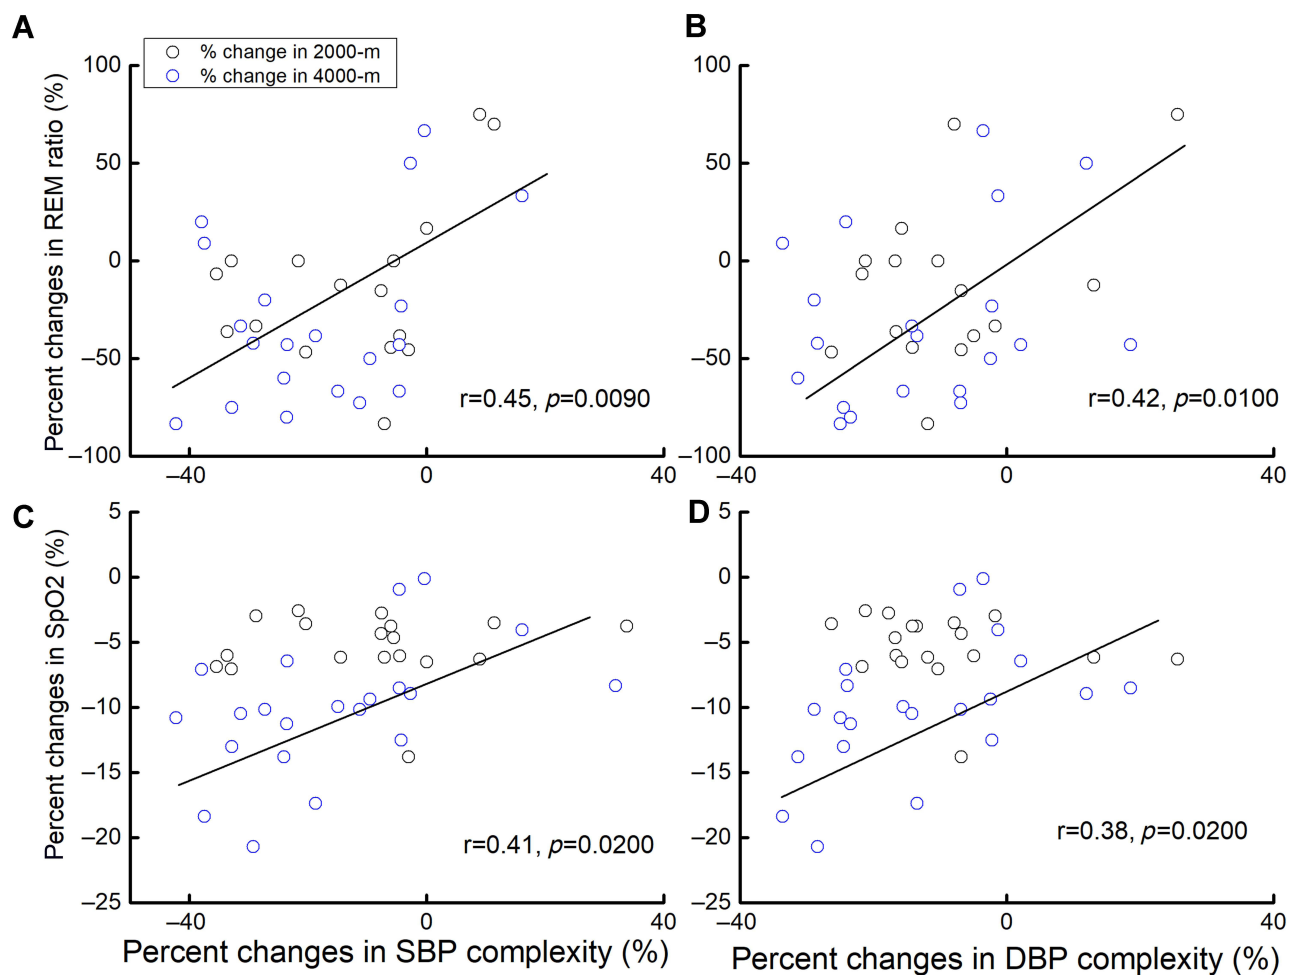 A
B
% change in 2000-m
% change in 4000-m
Percent changes in REM ratio (%)
100
50
0
–50
–100
–40
0
40
r=0.45, p=0.0090
100
50
0
–50
–100
–40
0
40
r=0.42, p=0.0100
C
D
Percent changes in SpO2 (%)
5
0
–5
–10
–15
–20
–25
–40
0
40
r=0.41, p=0.0200
Percent changes in SBP complexity (%)
5
0
–5
–10
–15
–20
–25
–40
0
40
r=0.38, p=0.0200
Percent changes in DBP complexity (%)